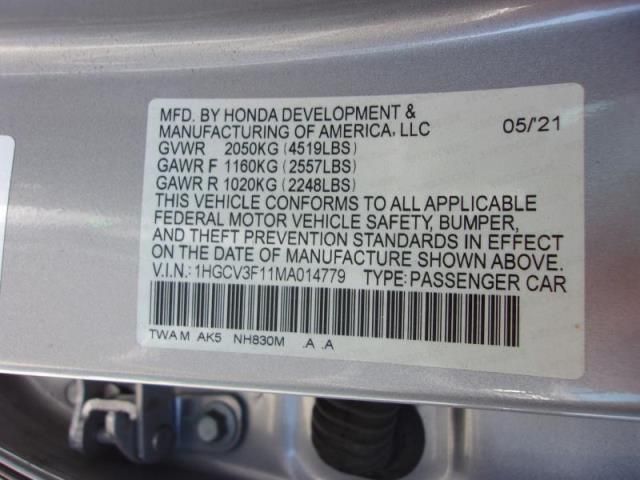 MFD. BY HONDA DEVELOPMENT &
MANUFACTURING OF AMERICA, LLC 05/'21
GVWR 2050KG (4519LBS)
GAWR F 1160KG (2557LBS)
GAWR R 1020KG (2248LBS)
THIS VEHICLE CONFORMS TO ALL APPLICABLE
FEDERAL MOTOR VEHICLE SAFETY, BUMPER,
AND THEFT PREVENTION STANDARDS IN EFFECT
ON THE DATE OF MANUFACTURE SHOWN ABOVE.
V.I.N.:1HGCV3F11MA014779 TYPE:PASSENGER CAR
TWA M AK5 NH830M .A .A